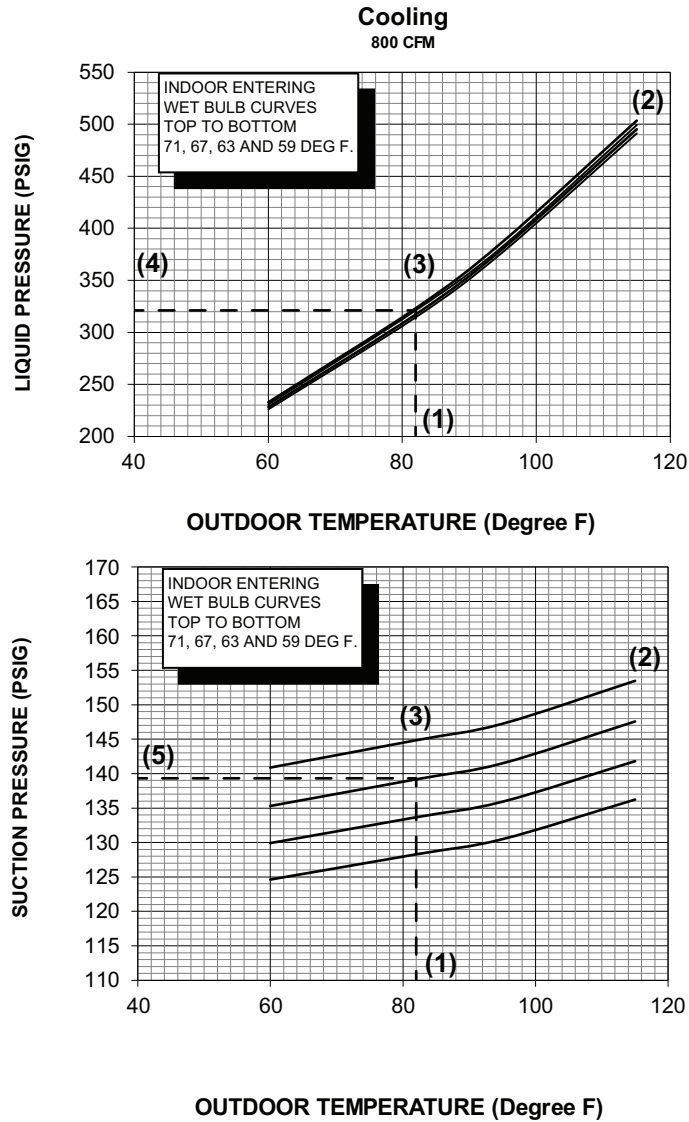 Cooling
800 CFM
LIQUID PRESSURE (PSIG)
550
500
450
400
350
300
250
200
INDOOR ENTERING
WET BULB CURVES
TOP TO BOTTOM
71, 67, 63 AND 59 DEG F.
(2)
(4)
(3)
(1)
40
60
80
100
120
OUTDOOR TEMPERATURE (Degree F)
SUCTION PRESSURE (PSIG)
170
165
160
155
150
145
140
135
130
125
120
115
110
INDOOR ENTERING
WET BULB CURVES
TOP TO BOTTOM
71, 67, 63 AND 59 DEG F.
(2)
(3)
(5)
(1)
40
60
80
100
120
OUTDOOR TEMPERATURE (Degree F)